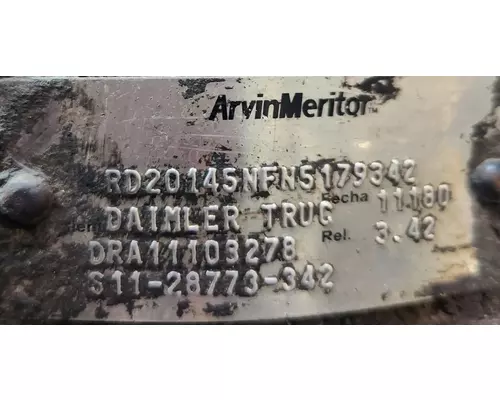 ArvinMeritor
RD20145NFN5179342
DAIMLER TRUC Fecha 11180
DRA11103278 Rel. 3.42
S11-28773-342